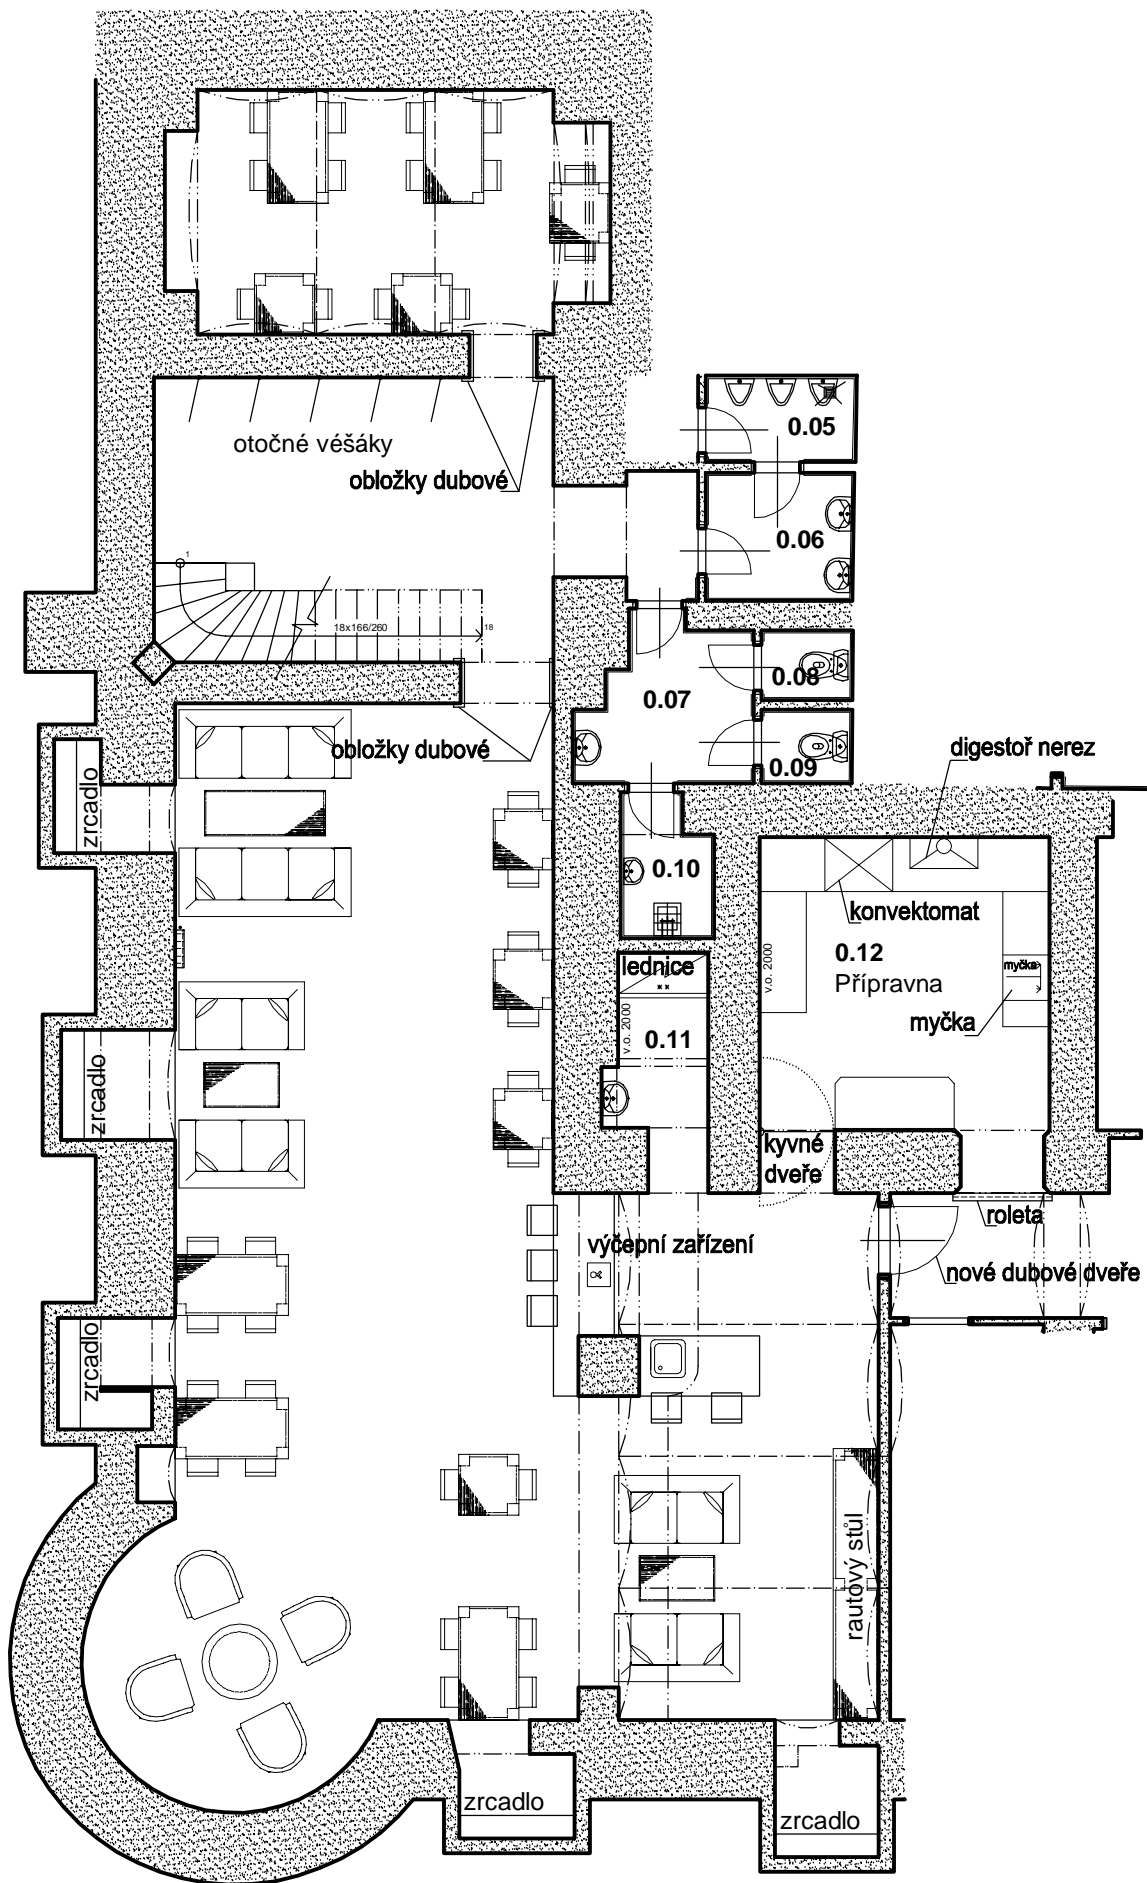 0.05
otočné véšáky
obložky dubové
0.06
1
18x166/260
18
0.08
0.07
obložky dubové
0.09
digestoř nerez
zrcadlo
0.10
konvektomat
0.12
Přípravna
v.o. 2000
myčka
myčka
lednice
v.o. 2000
0.11
zrcadlo
kyvné
dveře
roleta
výčepní zařízení
nové dubové dveře
zrcadlo
rautový stůl
zrcadlo
zrcadlo